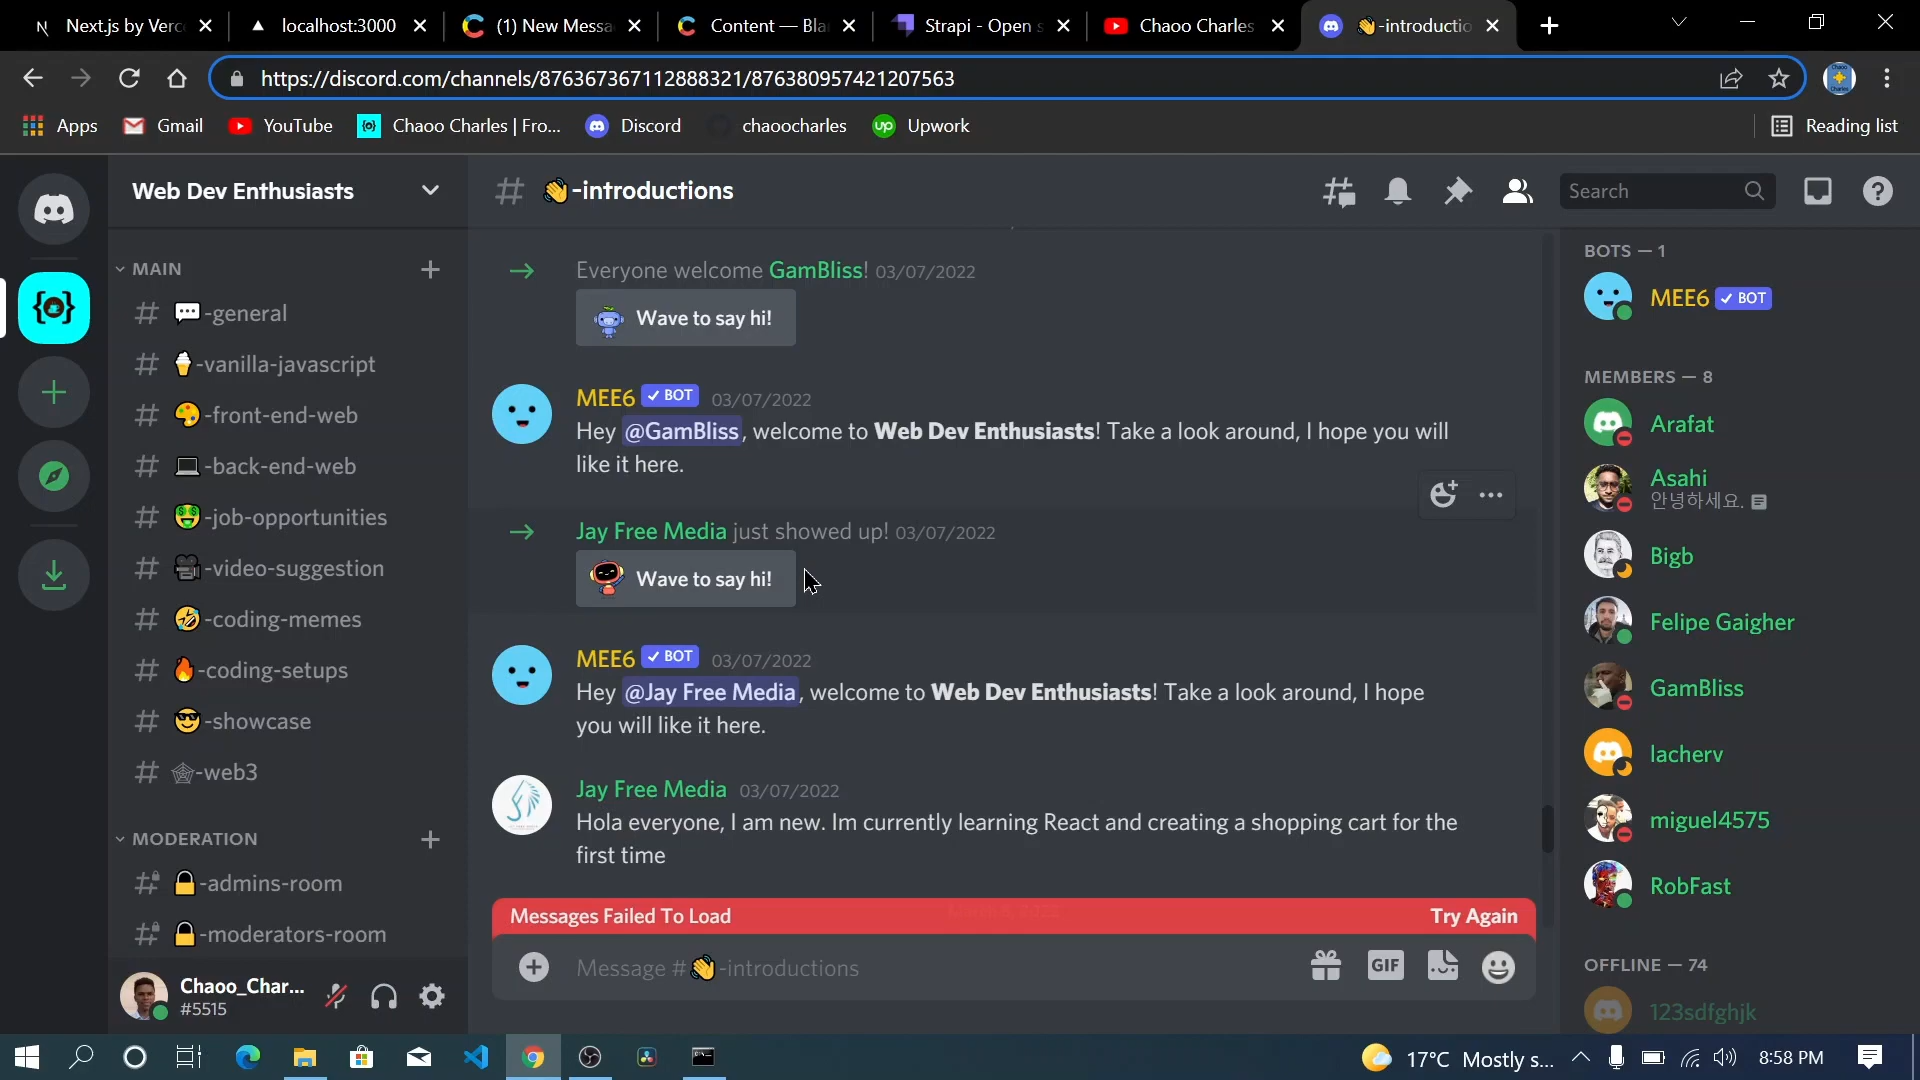 Next.js by Verc
localhost:3000
(1) New Messa
Content — Bla
Strapi - Open s
Chaoo Charles
👋-introductio
https://discord.com/channels/876367367112888321/876380957421207563
Apps
Gmail
YouTube
Chaoo Charles | Fro...
Discord
chaoocharles
Upwork
Reading list
Web Dev Enthusiasts
MAIN
# 💬-general
# 🍦-vanilla-javascript
# 🎨-front-end-web
# 💻-back-end-web
# 🤑-job-opportunities
# 🎥-video-suggestion
# 🤣-coding-memes
# 🔥-coding-setups
# 😎-showcase
# 🕸-web3
MODERATION
# 🔒-admins-room
# 🔒-moderators-room
Chaoo_Char...
#5515
# 👋-introductions
Search
Everyone welcome GamBliss! 03/07/2022
Wave to say hi!
MEE6 ✓ BOT 03/07/2022
Hey @GamBliss, welcome to Web Dev Enthusiasts! Take a look around, I hope you will
like it here.
Jay Free Media just showed up! 03/07/2022
Wave to say hi!
MEE6 ✓ BOT 03/07/2022
Hey @Jay Free Media, welcome to Web Dev Enthusiasts! Take a look around, I hope
you will like it here.
Jay Free Media 03/07/2022
Hola everyone, I am new. Im currently learning React and creating a shopping cart for the
first time
Messages Failed To Load
Try Again
Message #👋-introductions
GIF
BOTS — 1
MEE6 ✓ BOT
MEMBERS — 8
Arafat
Asahi
안녕하세요.
Bigb
Felipe Gaigher
GamBliss
lacherv
miguel4575
RobFast
OFFLINE — 74
123sdfghjk
17°C Mostly s...
8:58 PM